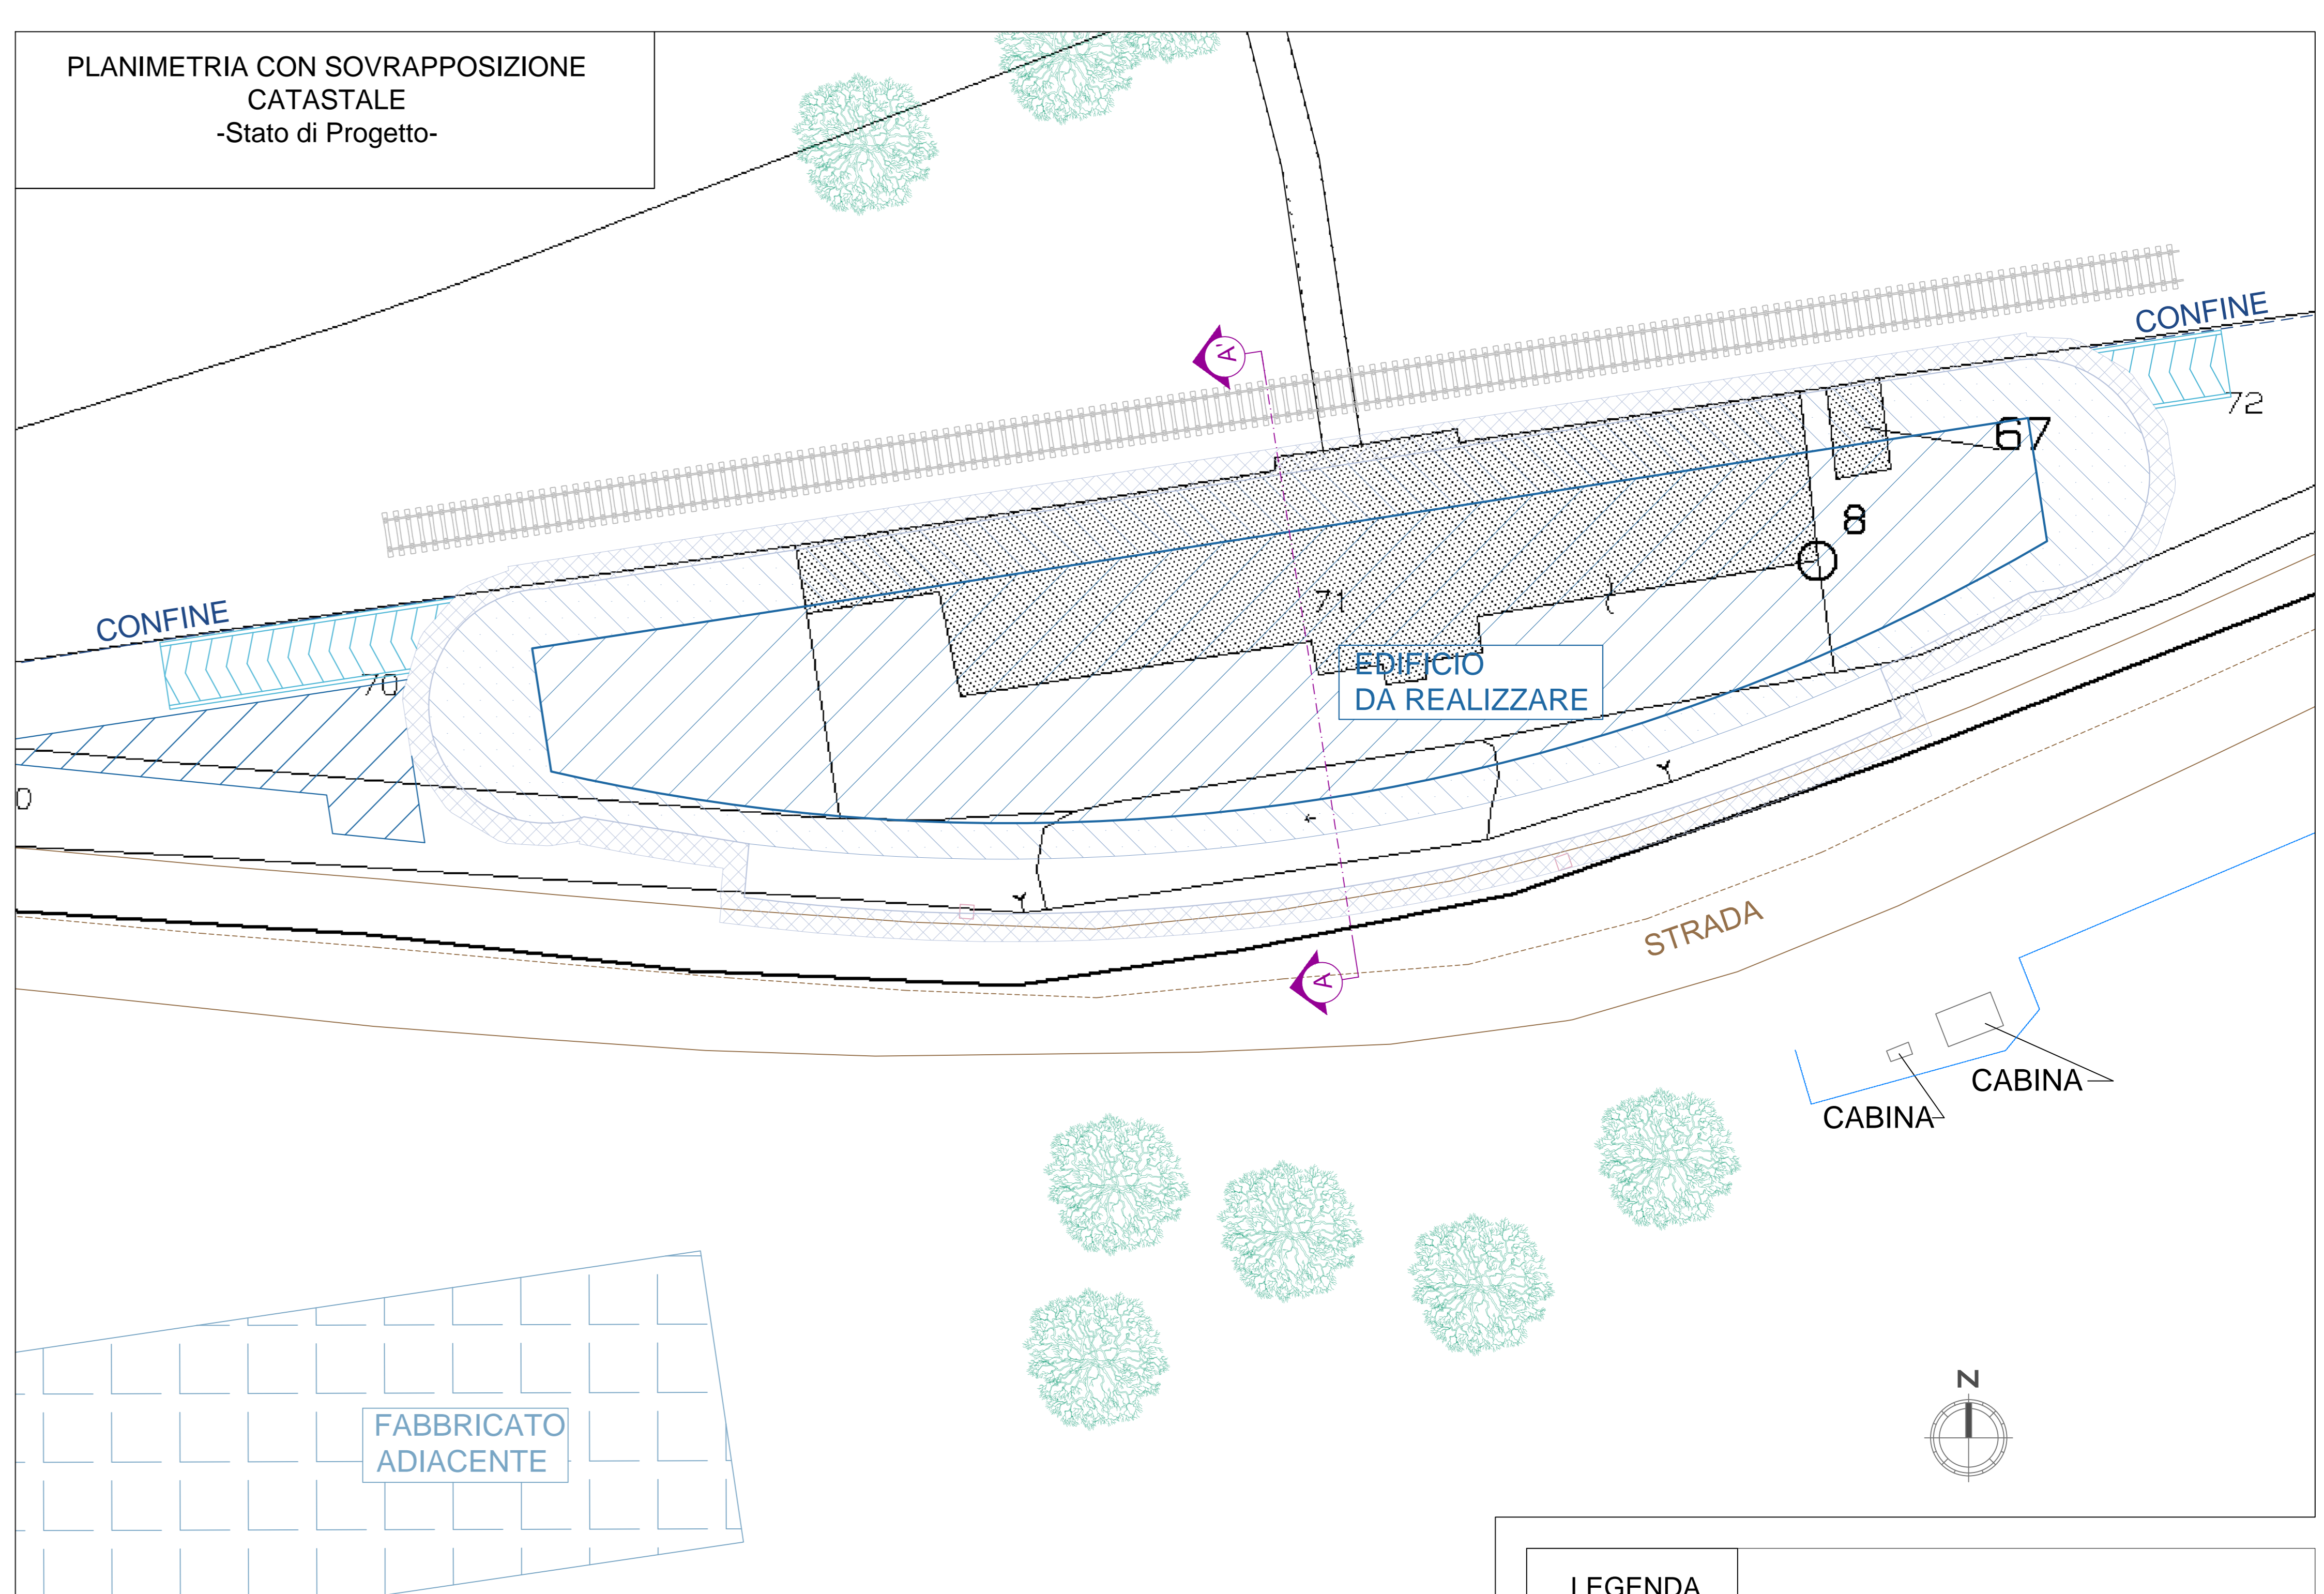 PLANIMETRIA CON SOVRAPPOSIZIONE
CATASTALE
-Stato di Progetto-
CONFINE
72
A'
67
8
CONFINE
71
70
EDIFICIO
DA REALIZZARE
0
STRADA
A
CABINA
CABINA
N
FABBRICATO
ADIACENTE
LEGENDA